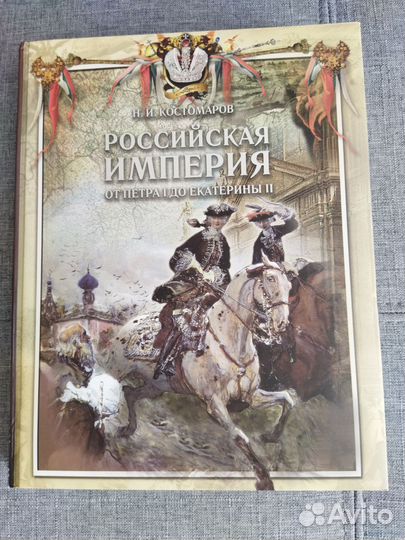 Н. И. КОСТОМАРОВ
РОССИЙСКАЯ
ИМПЕРИЯ
ОТ ПЕТРА I ДО ЕКАТЕРИНЫ II
Avito